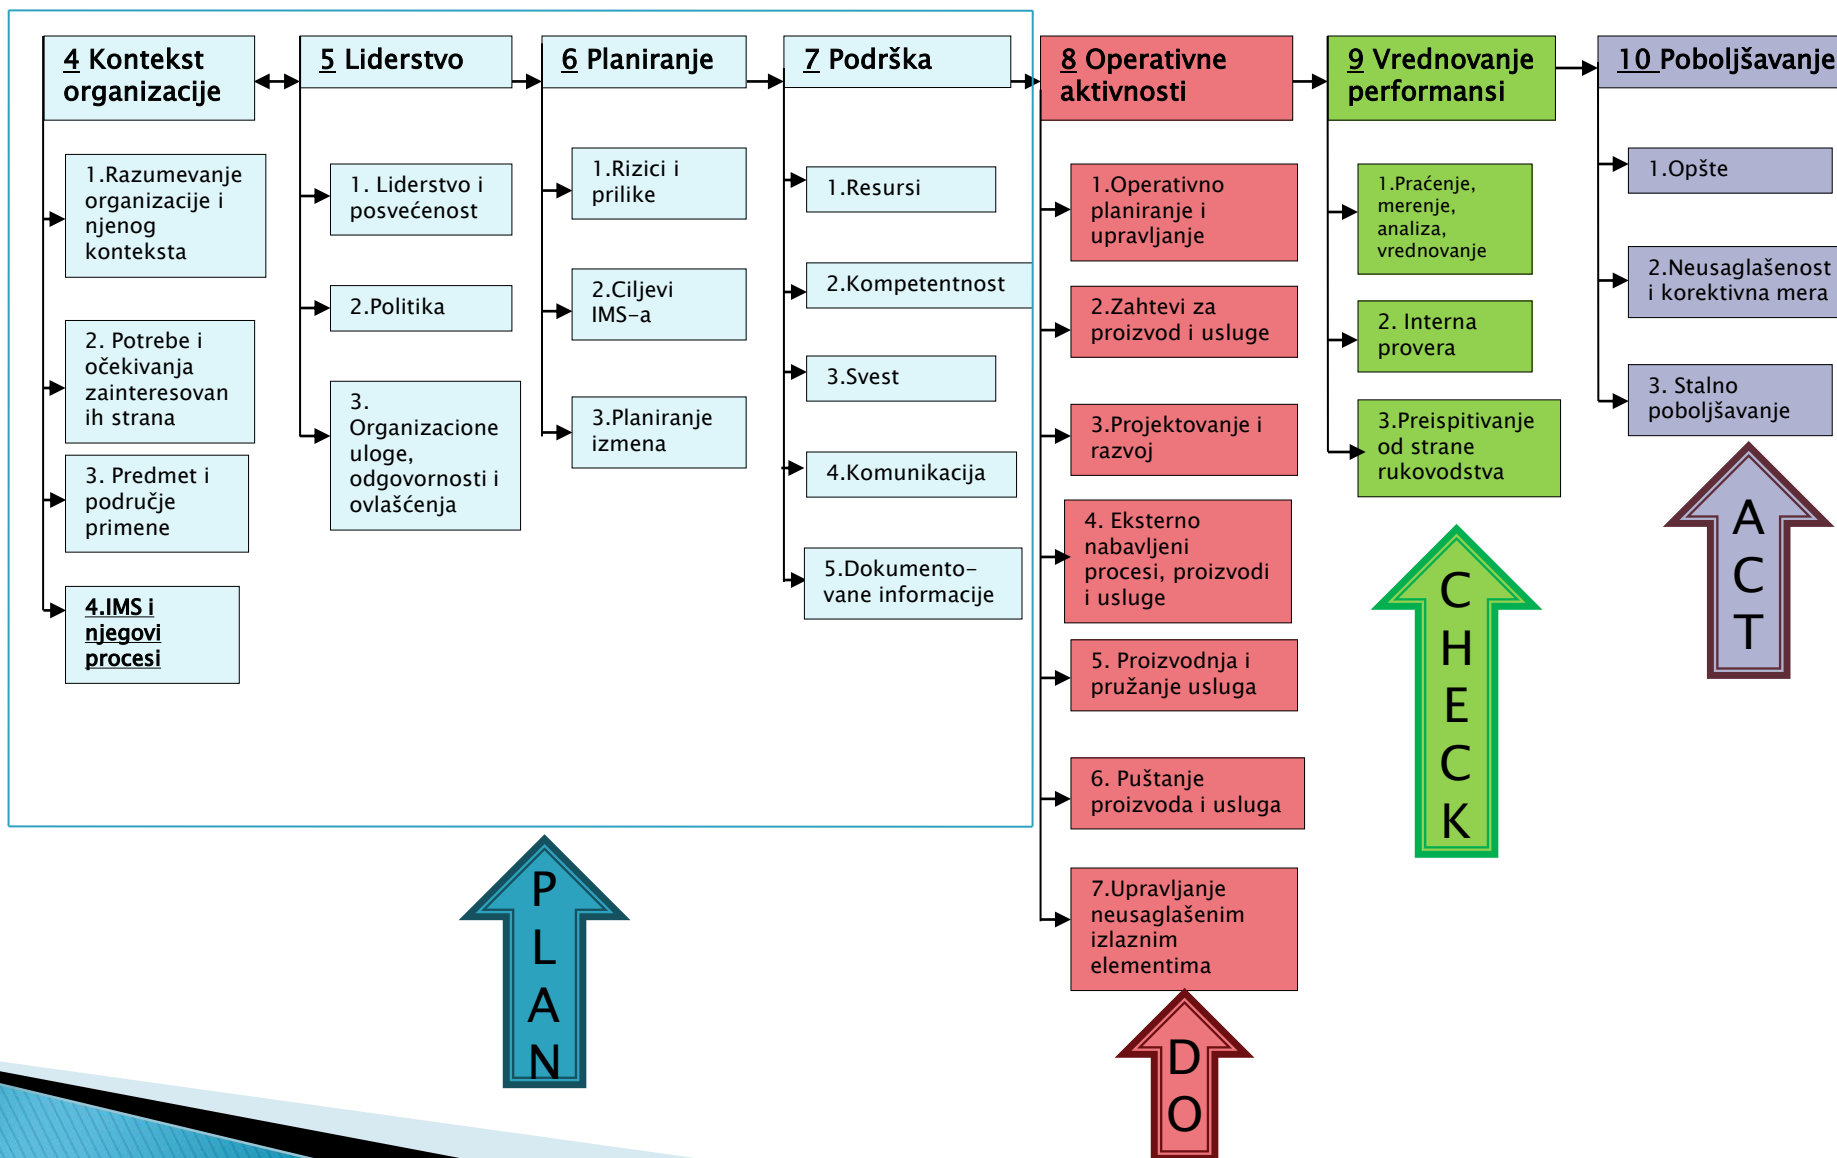 4 Kontekst
organizacije
1.Razumevanje
organizacije i
njenog
konteksta
2. Potrebe i
očekivanja
zainteresovan
ih strana
3. Predmet i
područje
primene
4.IMS i
njegovi
procesi
5 Liderstvo
1. Liderstvo i
posvećenost
2.Politika
3.
Organizacione
uloge,
odgovornosti i
ovlašćenja
6 Planiranje
1.Rizici i
prilike
2.Ciljevi
IMS-a
3.Planiranje
izmena
7 Podrška
1.Resursi
2.Kompetentnost
3.Svest
4.Komunikacija
5.Dokumento-
vane informacije
8 Operativne
aktivnosti
1.Operativno
planiranje i
upravljanje
2.Zahtevi za
proizvod i usluge
3.Projektovanje i
razvoj
4. Eksterno
nabavljeni
procesi, proizvodi
i usluge
5. Proizvodnja i
pružanje usluga
6. Puštanje
proizvoda i usluga
7.Upravljanje
neusaglašenim
izlaznim
elementima
9 Vrednovanje
performansi
1.Praćenje,
merenje,
analiza,
vrednovanje
2. Interna
provera
3.Preispitivanje
od strane
rukovodstva
10 Poboljšavanje
1.Opšte
2.Neusaglašenost
i korektivna mera
3. Stalno
poboljšavanje
P
L
A
N
D
O
C
H
E
C
K
A
C
T